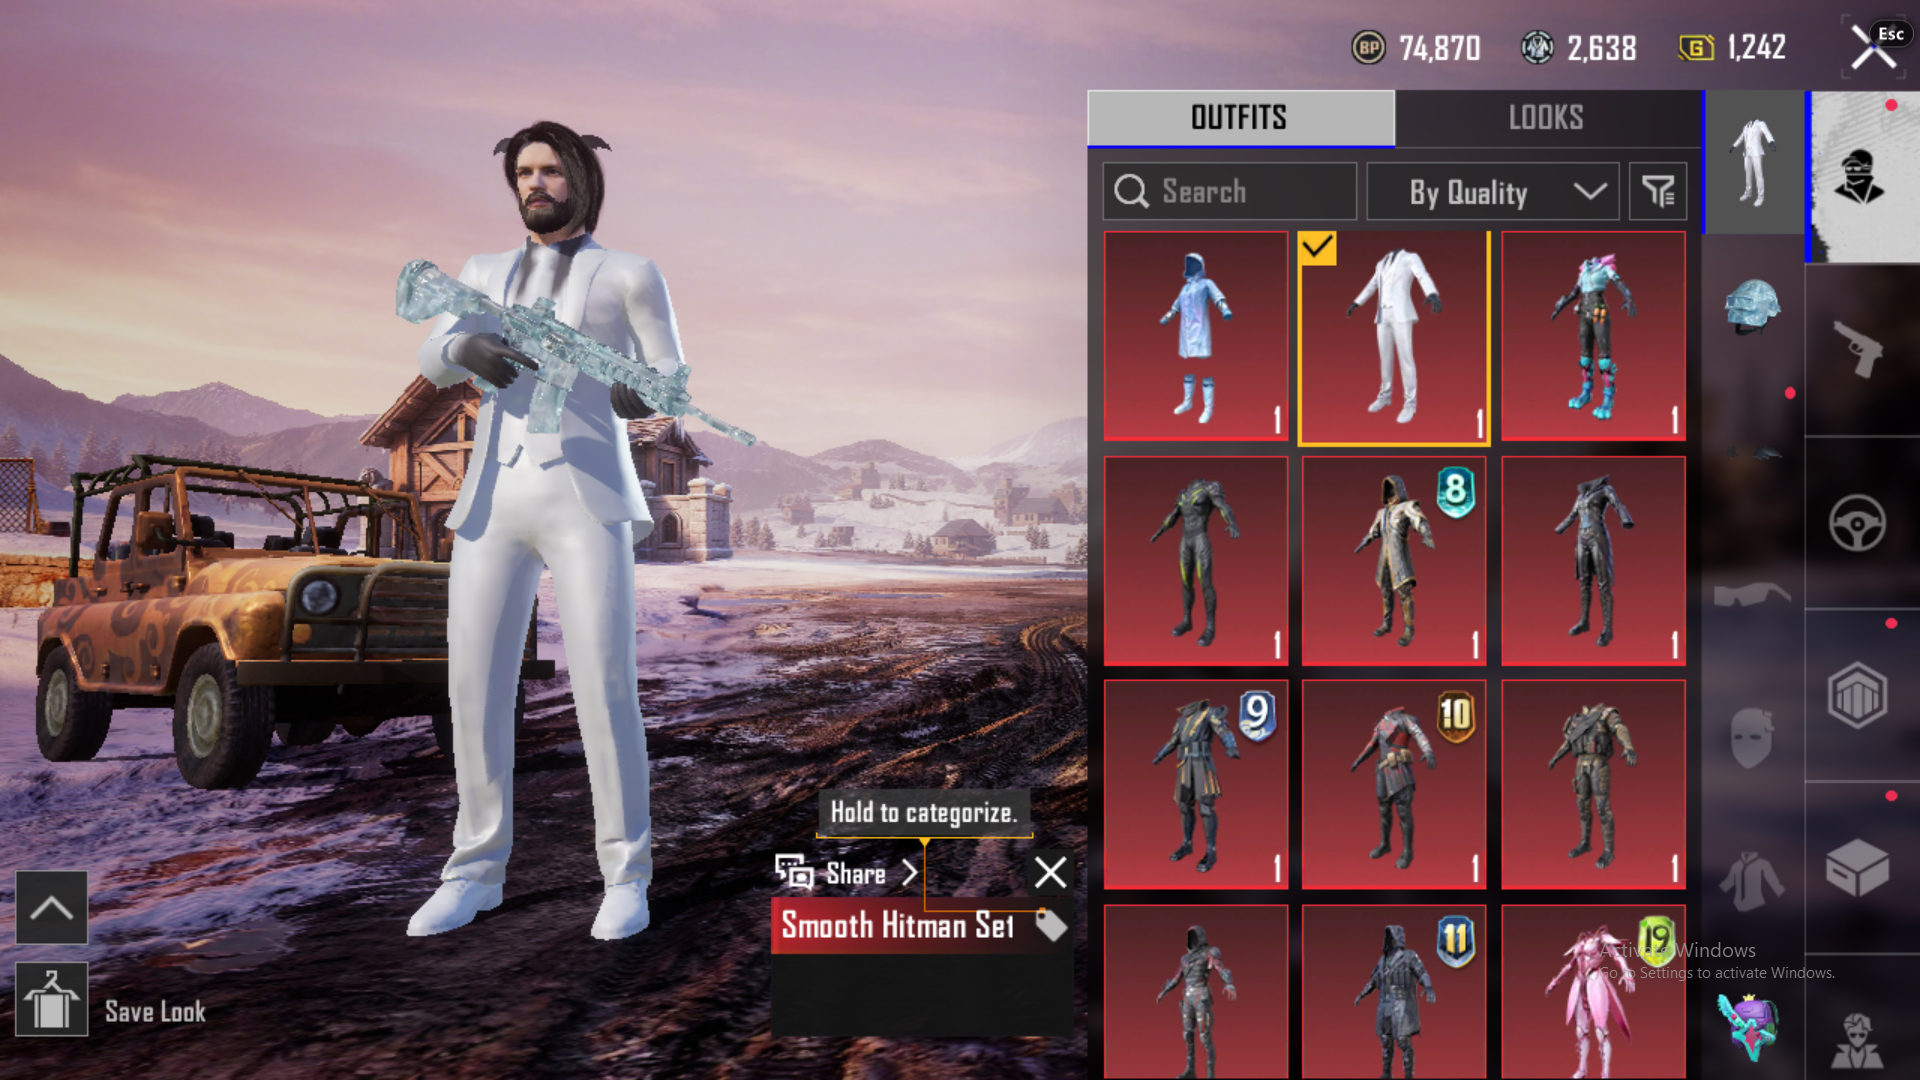 BP 74,870 2,638 G 1,242 Esc
OUTFITS LOOKS
Search By Quality
1 1 1
8
1 1 1
9 10
1 1 1
11 19
Hold to categorize.
Share
Smooth Hitman Set
Save Look
Activate Windows
Go to Settings to activate Windows.